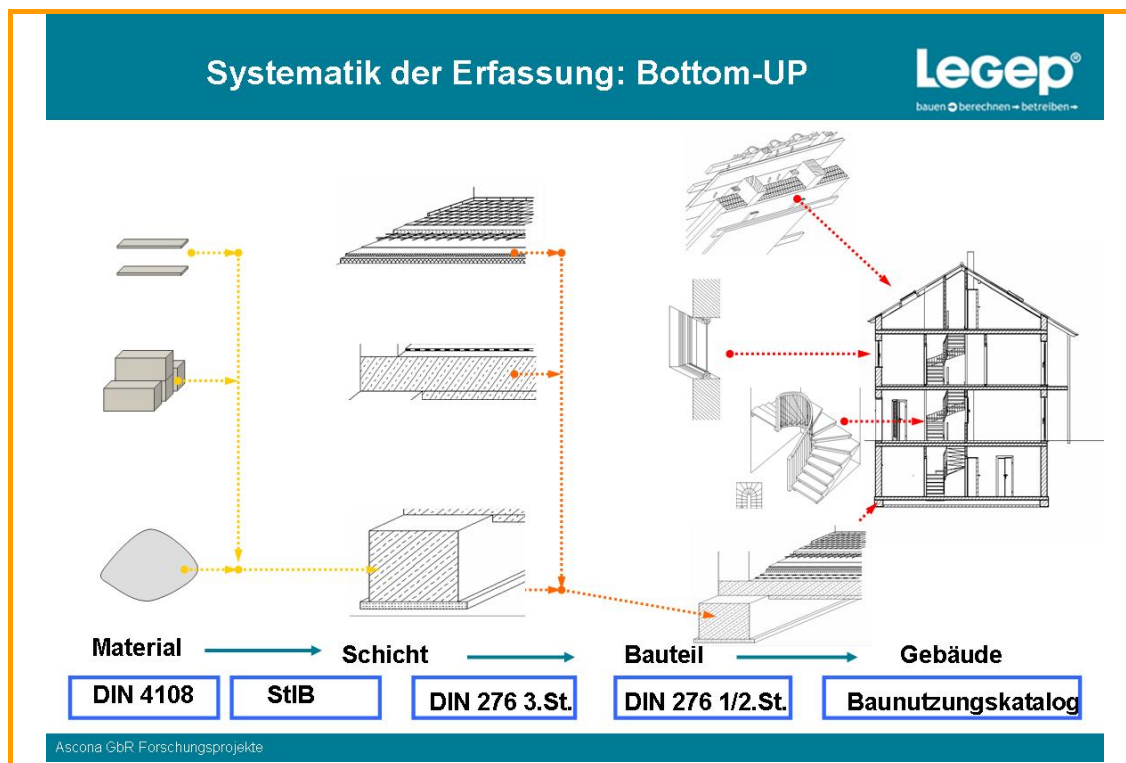 Systematik der Erfassung: Bottom-UP
LEGEP®
bauen berechnen betreiben
Material
Schicht
Bauteil
Gebäude
DIN 4108
StlB
DIN 276 3.St.
DIN 276 1/2.St.
Baunutzungskatalog
Ascona GbR Forschungsprojekte